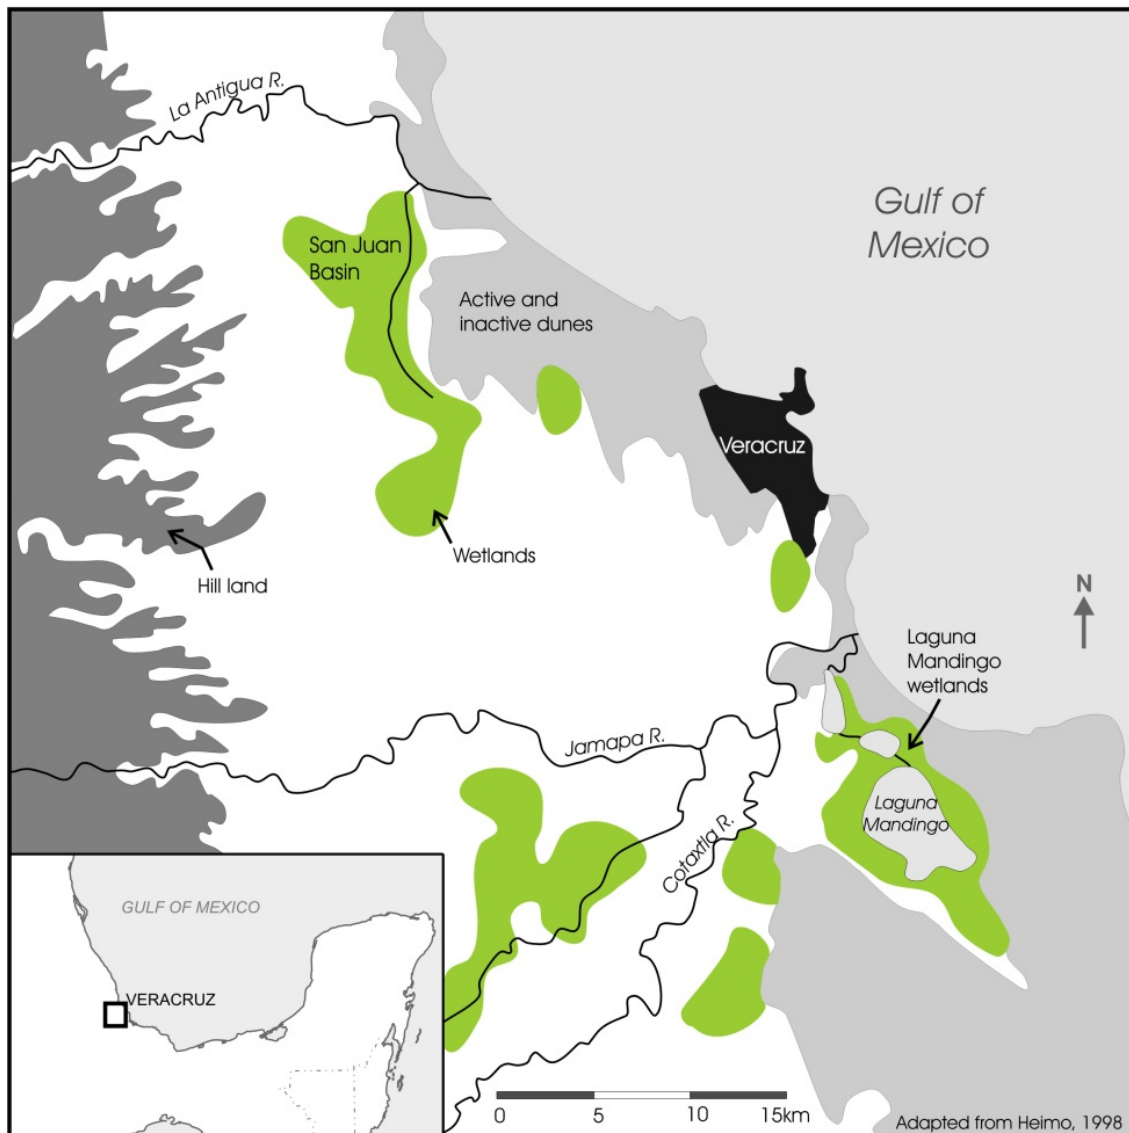 La Antigua R.
Gulf of
Mexico
San Juan
Basin
Active and
inactive dunes
Veracruz
Wetlands
Hill land
N
Laguna
Mandingo
wetlands
Jamapa R.
Laguna
Mandingo
Cotaxtla R.
GULF OF MEXICO
VERACRUZ
0 5 10 15km
Adapted from Heimo, 1998